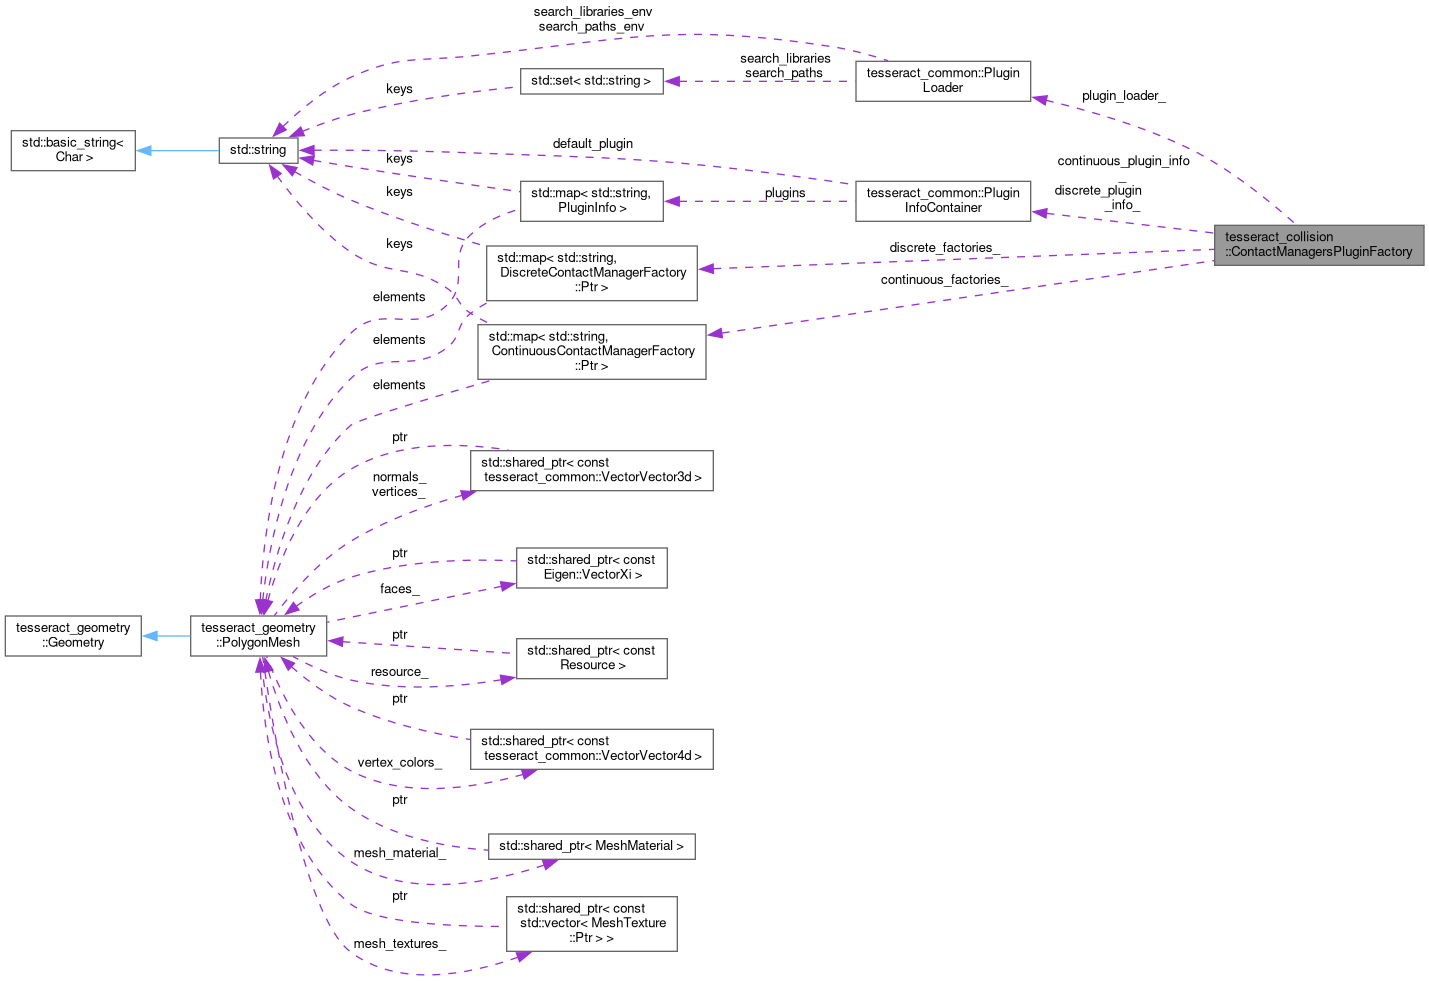 search_libraries_env
search_paths_env
search_libraries
search_paths
std::set< std::string >
tesseract_common::Plugin
Loader
keys
plugin_loader_
std::basic_string<
Char >
std::string
default_plugin
keys
continuous_plugin_info
_
discrete_plugin
_info_
std::map< std::string,
PluginInfo >
plugins
tesseract_common::Plugin
InfoContainer
keys
tesseract_collision
::ContactManagersPluginFactory
keys
discrete_factories_
std::map< std::string,
DiscreteContactManagerFactory
::Ptr >
continuous_factories_
elements
elements
std::map< std::string,
ContinuousContactManagerFactory
::Ptr >
elements
ptr
std::shared_ptr< const
tesseract_common::VectorVector3d >
normals_
vertices_
ptr
std::shared_ptr< const
Eigen::VectorXi >
faces_
tesseract_geometry
::Geometry
tesseract_geometry
::PolygonMesh
ptr
std::shared_ptr< const
Resource >
resource_
ptr
std::shared_ptr< const
tesseract_common::VectorVector4d >
vertex_colors_
ptr
std::shared_ptr< MeshMaterial >
mesh_material_
ptr
std::shared_ptr< const
std::vector< MeshTexture
::Ptr > >
mesh_textures_